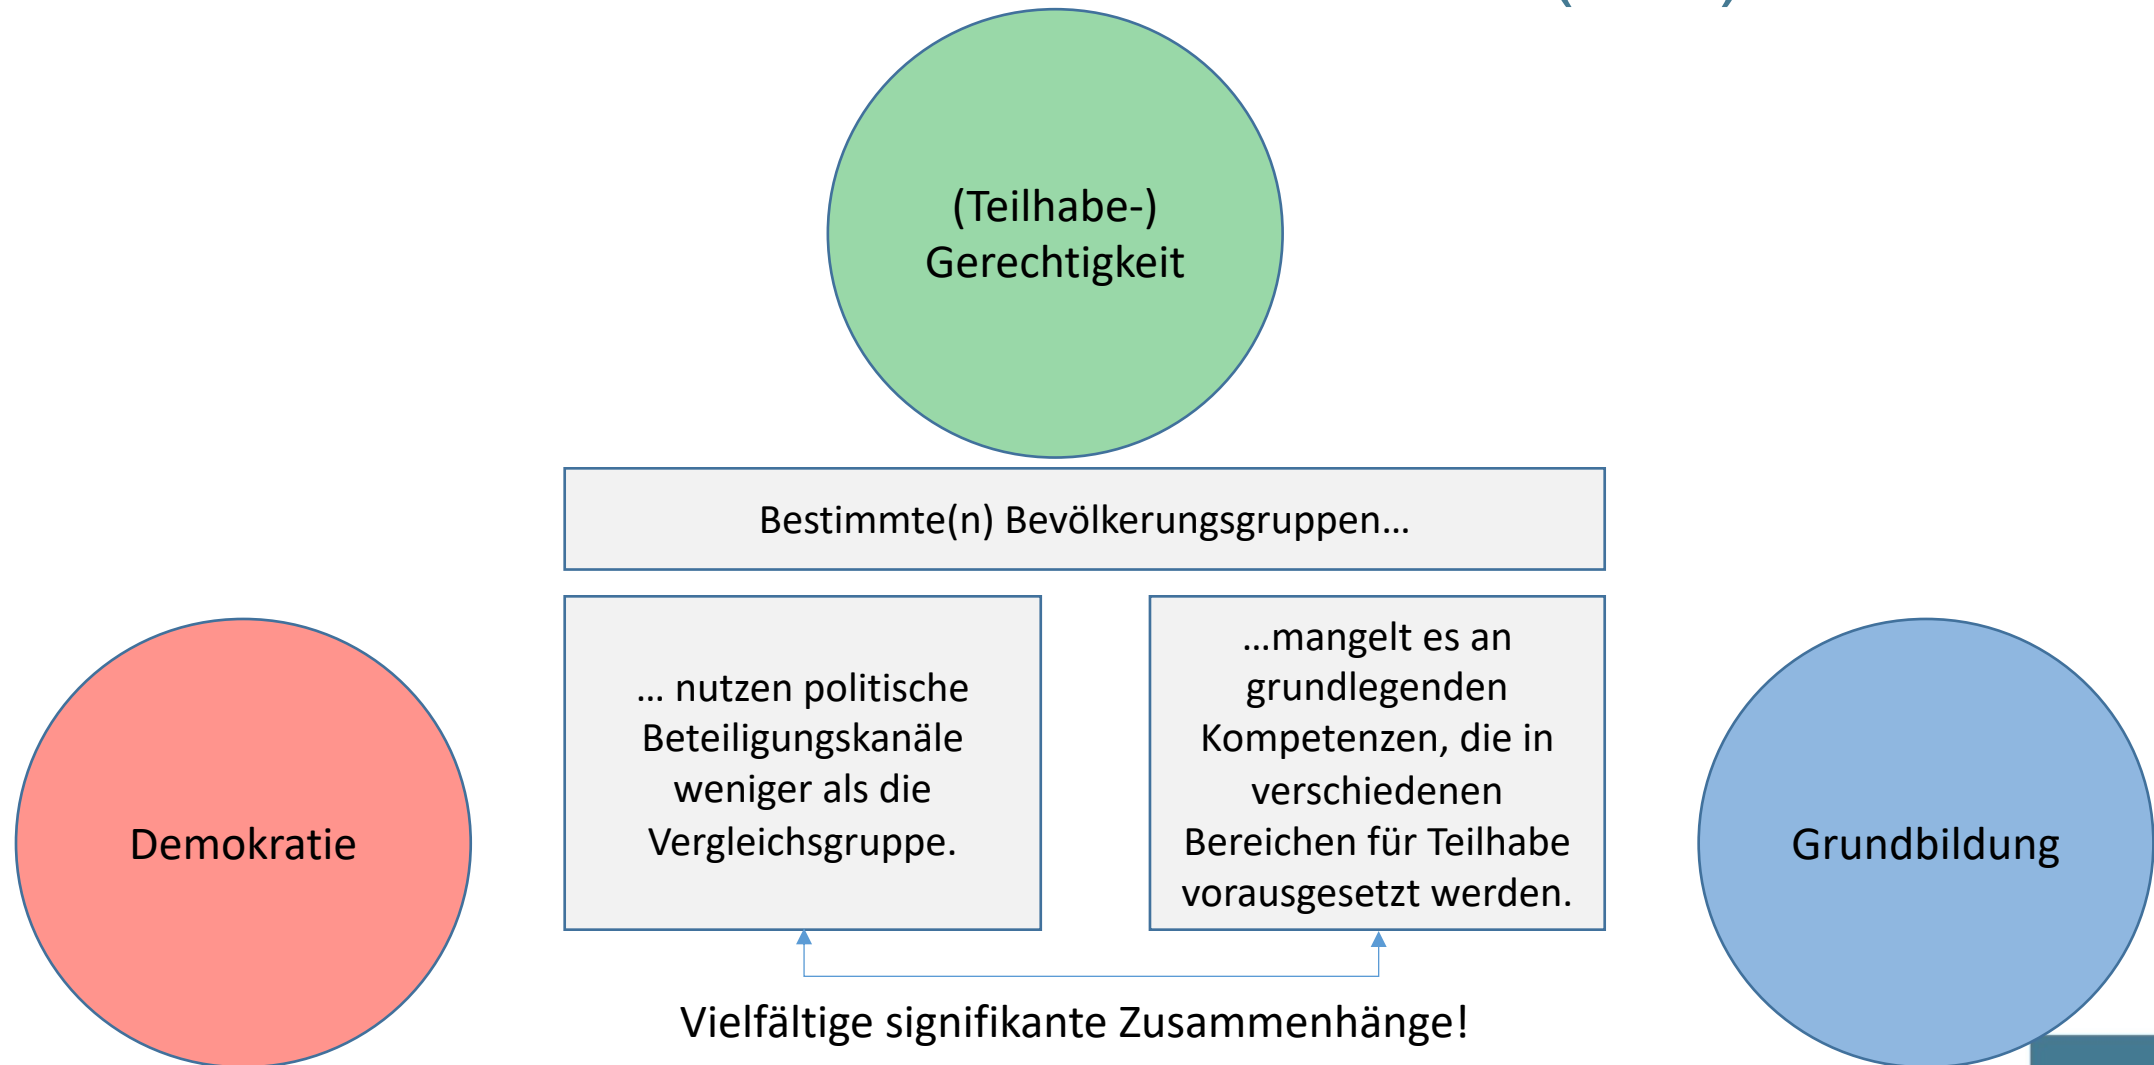 (Teilhabe-)
Gerechtigkeit
Bestimmte(n) Bevölkerungsgruppen…
… nutzen politische
Beteiligungskanäle
weniger als die
Vergleichsgruppe.
…mangelt es an
grundlegenden
Kompetenzen, die in
verschiedenen
Bereichen für Teilhabe
vorausgesetzt werden.
Demokratie
Grundbildung
Vielfältige signifikante Zusammenhänge!